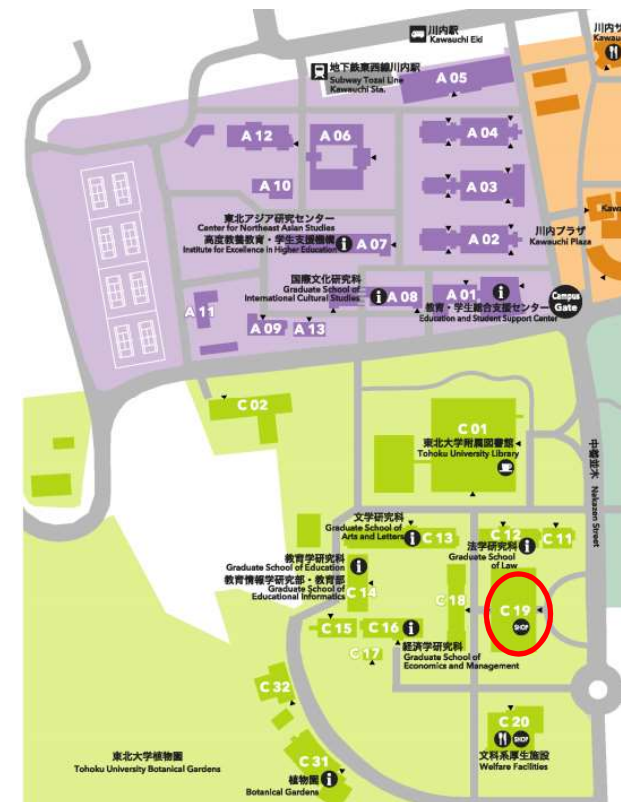 川内駅
Kawauchi Eki
川内サ
Kawau
地下鉄東西線川内駅
Subway Tozai Line
Kawauchi Sta.
A 05
A 12
A 06
A 04
A 10
A 03
東北アジア研究センター
Center for Northeast Asian Studies
高度教養教育・学生支援機構
Institute for Excellence in Higher Education
A 07
A 02
川内プラザ
Kawauchi Plaza
Kawa
国際文化研究科
Graduate School of
International Cultural Studies
A 08
A 01
教育・学生総合支援センター
Education and Student Support Center
Campus
Gate
A 11
A 09
A 13
C 02
C 01
東北大学附属図書館
Tohoku University Library
中善並木 Nakazen Street
文学研究科
Graduate School of
Arts and Letters
C 13
C 12
C 11
法学研究科
Graduate School
of Law
教育学研究科
Graduate School of Education
教育情報学研究部・教育部
Graduate School of
Educational Informatics
C 14
C 18
C 19
SHOP
C 15
C 16
経済学研究科
Graduate School of
Economics and Management
C 17
C 32
C 20
SHOP
文科系厚生施設
Welfare Facilities
東北大学植物園
Tohoku University Botanical Gardens
C 31
植物園
Botanical Gardens